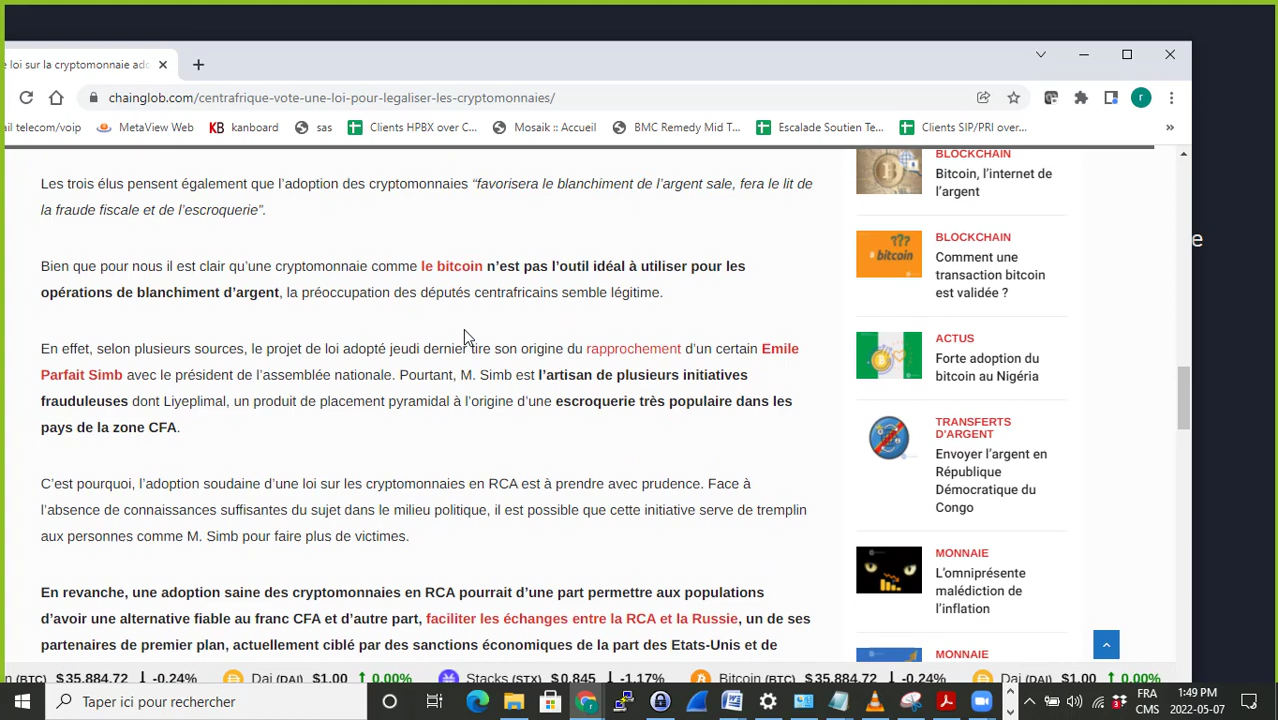 e loi sur la cryptomonnaie ado
chainglob.com/centrafrique-vote-une-loi-pour-legaliser-les-cryptomonnaies/
r
ail telecom/voip
MetaView Web
KB kanboard
sas
Clients HPBX over C...
Mosaik :: Accueil
BMC Remedy Mid T...
Escalade Soutien Te...
Clients SIP/PRI over...
»
Les trois élus pensent également que l’adoption des cryptomonnaies “favorisera le blanchiment de l’argent sale, fera le lit de
la fraude fiscale et de l’escroquerie”.
Bien que pour nous il est clair qu’une cryptomonnaie comme le bitcoin n’est pas l’outil idéal à utiliser pour les
opérations de blanchiment d’argent, la préoccupation des députés centrafricains semble légitime.
En effet, selon plusieurs sources, le projet de loi adopté jeudi dernier tire son origine du rapprochement d’un certain Emile
Parfait Simb avec le président de l’assemblée nationale. Pourtant, M. Simb est l’artisan de plusieurs initiatives
frauduleuses dont Liyeplimal, un produit de placement pyramidal à l’origine d’une escroquerie très populaire dans les
pays de la zone CFA.
C’est pourquoi, l’adoption soudaine d’une loi sur les cryptomonnaies en RCA est à prendre avec prudence. Face à
l’absence de connaissances suffisantes du sujet dans le milieu politique, il est possible que cette initiative serve de tremplin
aux personnes comme M. Simb pour faire plus de victimes.
En revanche, une adoption saine des cryptomonnaies en RCA pourrait d’une part permettre aux populations
d’avoir une alternative fiable au franc CFA et d’autre part, faciliter les échanges entre la RCA et la Russie, un de ses
partenaires de premier plan, actuellement ciblé par des sanctions économiques de la part des Etats-Unis et de
BLOCKCHAIN
Bitcoin, l’internet de
l’argent
???
bitcoin
BLOCKCHAIN
Comment une
transaction bitcoin
est validée ?
ACTUS
Forte adoption du
bitcoin au Nigéria
TRANSFERTS
D'ARGENT
Envoyer l’argent en
République
Démocratique du
Congo
MONNAIE
L’omniprésente
malédiction de
l’inflation
MONNAIE
e
n (BTC) $35,884.72 ↓ -0.24% Dai (DAI) $1.00 ↑ 0.00% Stacks (STX) $0.845 ↓ -1.17% Bitcoin (BTC) $35,884.72 ↓ -0.24% Dai (DAI) $1.00 ↑ 0.00%
Taper ici pour rechercher
FRA
CMS
1:49 PM
2022-05-07